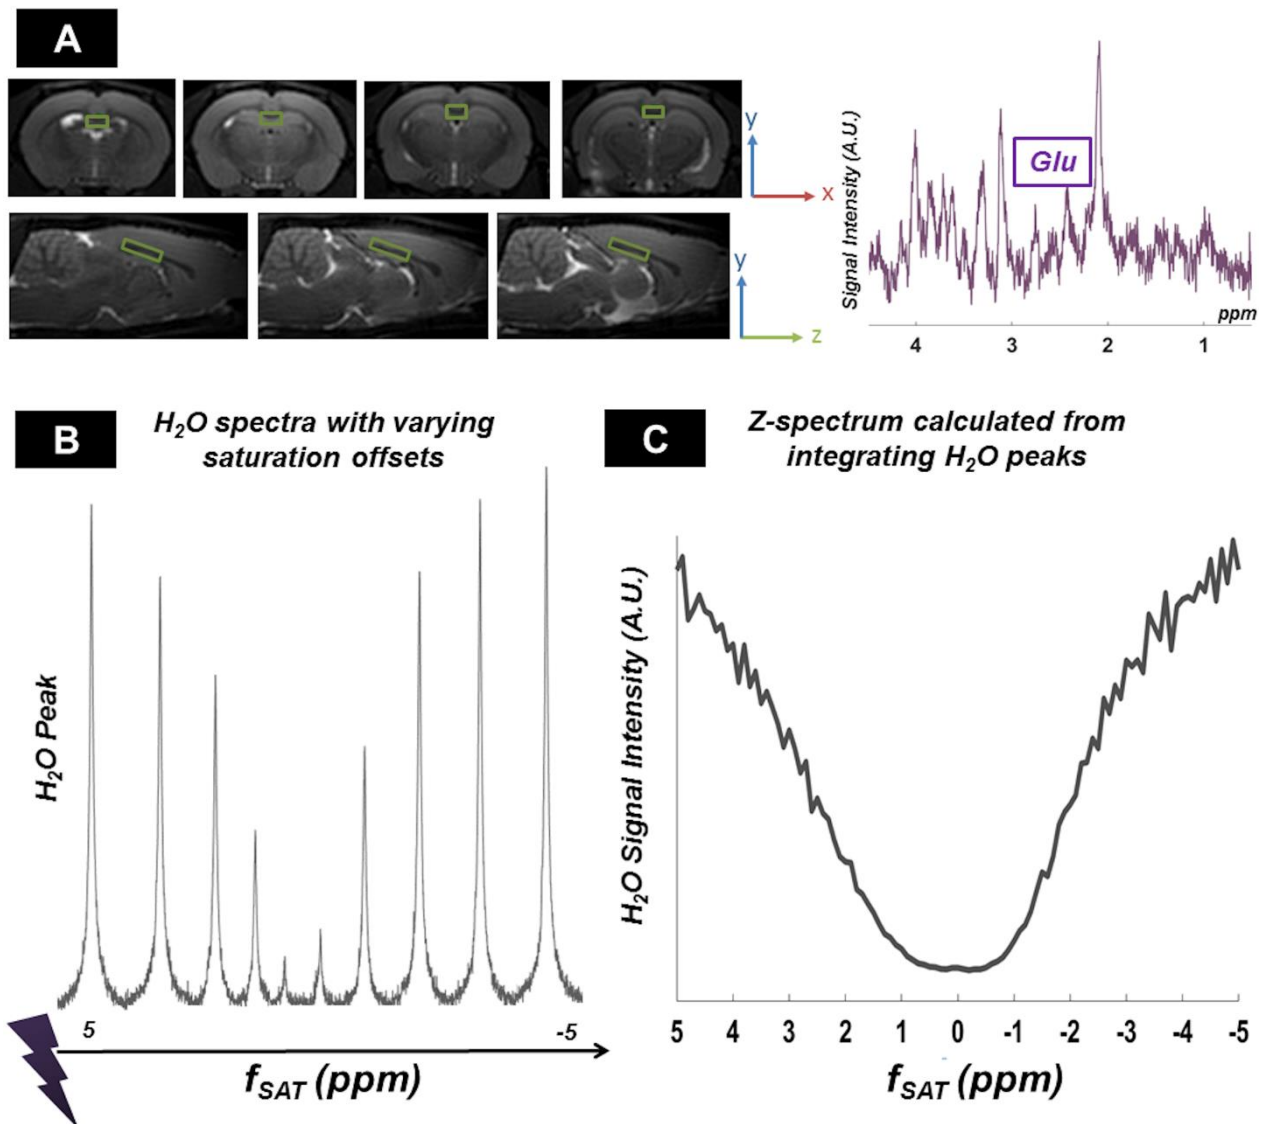 A
y
x
y
z
Signal Intensity (A.U.)
Glu
ppm
4 3 2 1
B
H₂O spectra with varying
saturation offsets
H₂O Peak
5 -5
f_SAT (ppm)
C
Z-spectrum calculated from
integrating H₂O peaks
H₂O Signal Intensity (A.U.)
5 4 3 2 1 0 -1 -2 -3 -4 -5
f_SAT (ppm)